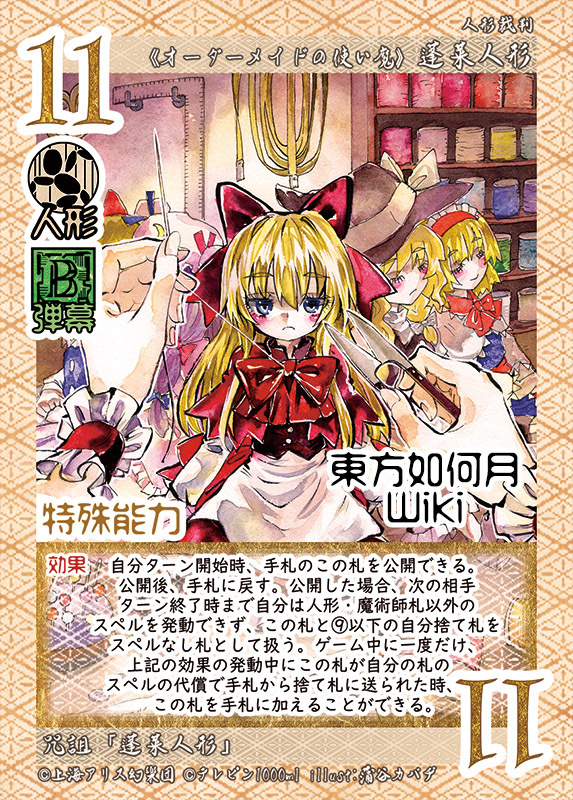 人形裁判
11
《オーダーメイドの使い魔》 蓬莱人形
人形
B
弾幕
東方如何月
Wiki
特殊能力
効果 自分ターン開始時、手札のこの札を公開できる。
公開後、手札に戻す。公開した場合、次の相手
ターン終了時まで自分は人形・魔術師札以外の
スペルを発動できず、この札と⑨以下の自分捨て札を
スペルなし札として扱う。ゲーム中に一度だけ、
上記の効果の発動中にこの札が自分の札の
スペルの代償で手札から捨て札に送られた時、
この札を手札に加えることができる。
11
咒詛「蓬莱人形」
©上海アリス幻樂団 ©テレピン1000ml illust:蒲谷カバヂ